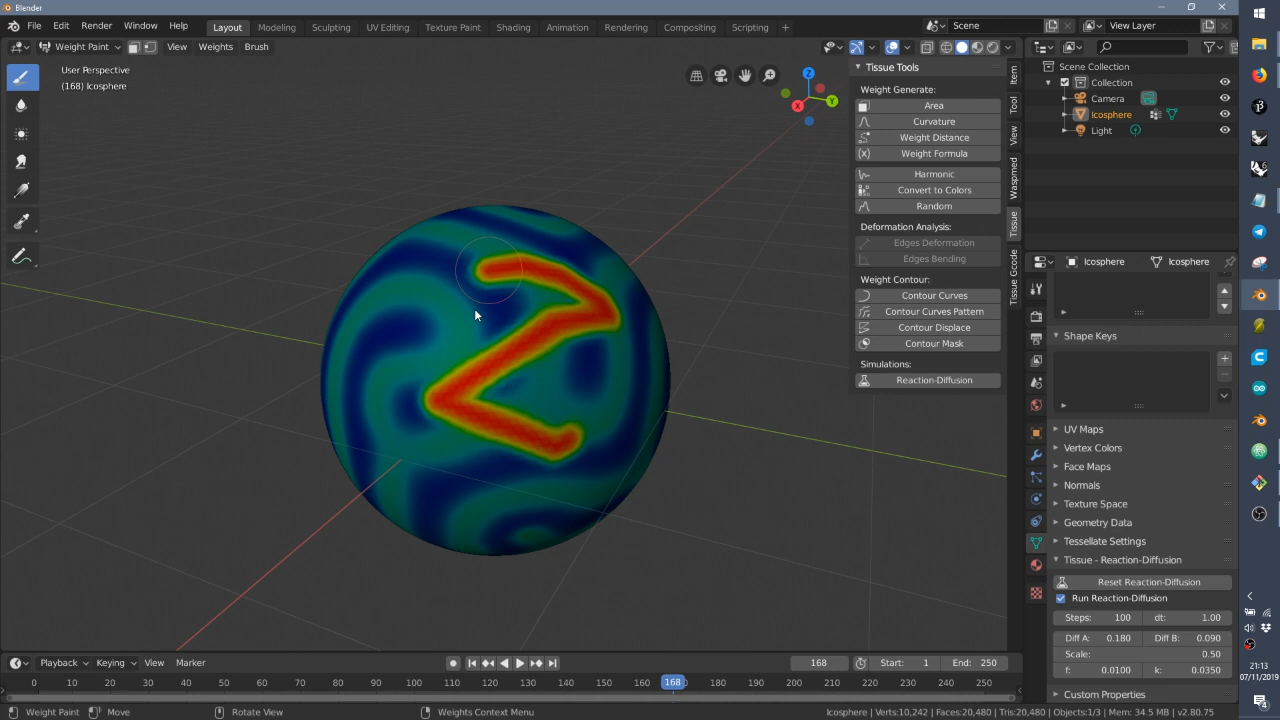 Blender
File Edit Render Window Help Layout Modeling Sculpting UV Editing Texture Paint Shading Animation Rendering Compositing Scripting + Scene View Layer
Weight Paint View Weights Brush
User Perspective
(168) Icosphere
Z
Y
X
Tissue Tools
Weight Generate:
Area
Curvature
Weight Distance
(x) Weight Formula
Harmonic
Convert to Colors
Random
Deformation Analysis:
Edges Deformation
Edges Bending
Weight Contour:
Contour Curves
Contour Curves Pattern
Contour Displace
Contour Mask
Simulations:
Reaction-Diffusion
Item
Tool
View
Waspmed
Tissue
Tissue Gcode
Scene Collection
Collection
Camera
Icosphere
Light
Icosphere Icosphere
Shape Keys
UV Maps
Vertex Colors
Face Maps
Normals
Texture Space
Geometry Data
Tessellate Settings
Tissue - Reaction-Diffusion
Reset Reaction-Diffusion
Run Reaction-Diffusion
Steps: 100 dt: 1.00
Diff A: 0.180 Diff B: 0.090
Scale: 0.50
f: 0.0100 k: 0.0350
Custom Properties
Playback Keying View Marker 168 Start: 1 End: 250
0 10 20 30 40 50 60 70 80 90 100 110 120 130 140 150 160 168 170 180 190 200 210 220 230 240 250
Weight Paint Move Rotate View Weights Context Menu Icosphere | Verts:10,242 | Faces:20,480 | Tris:20,480 | Objects:1/3 | Mem: 34.5 MB | v2.80.75
21:13
07/11/2019